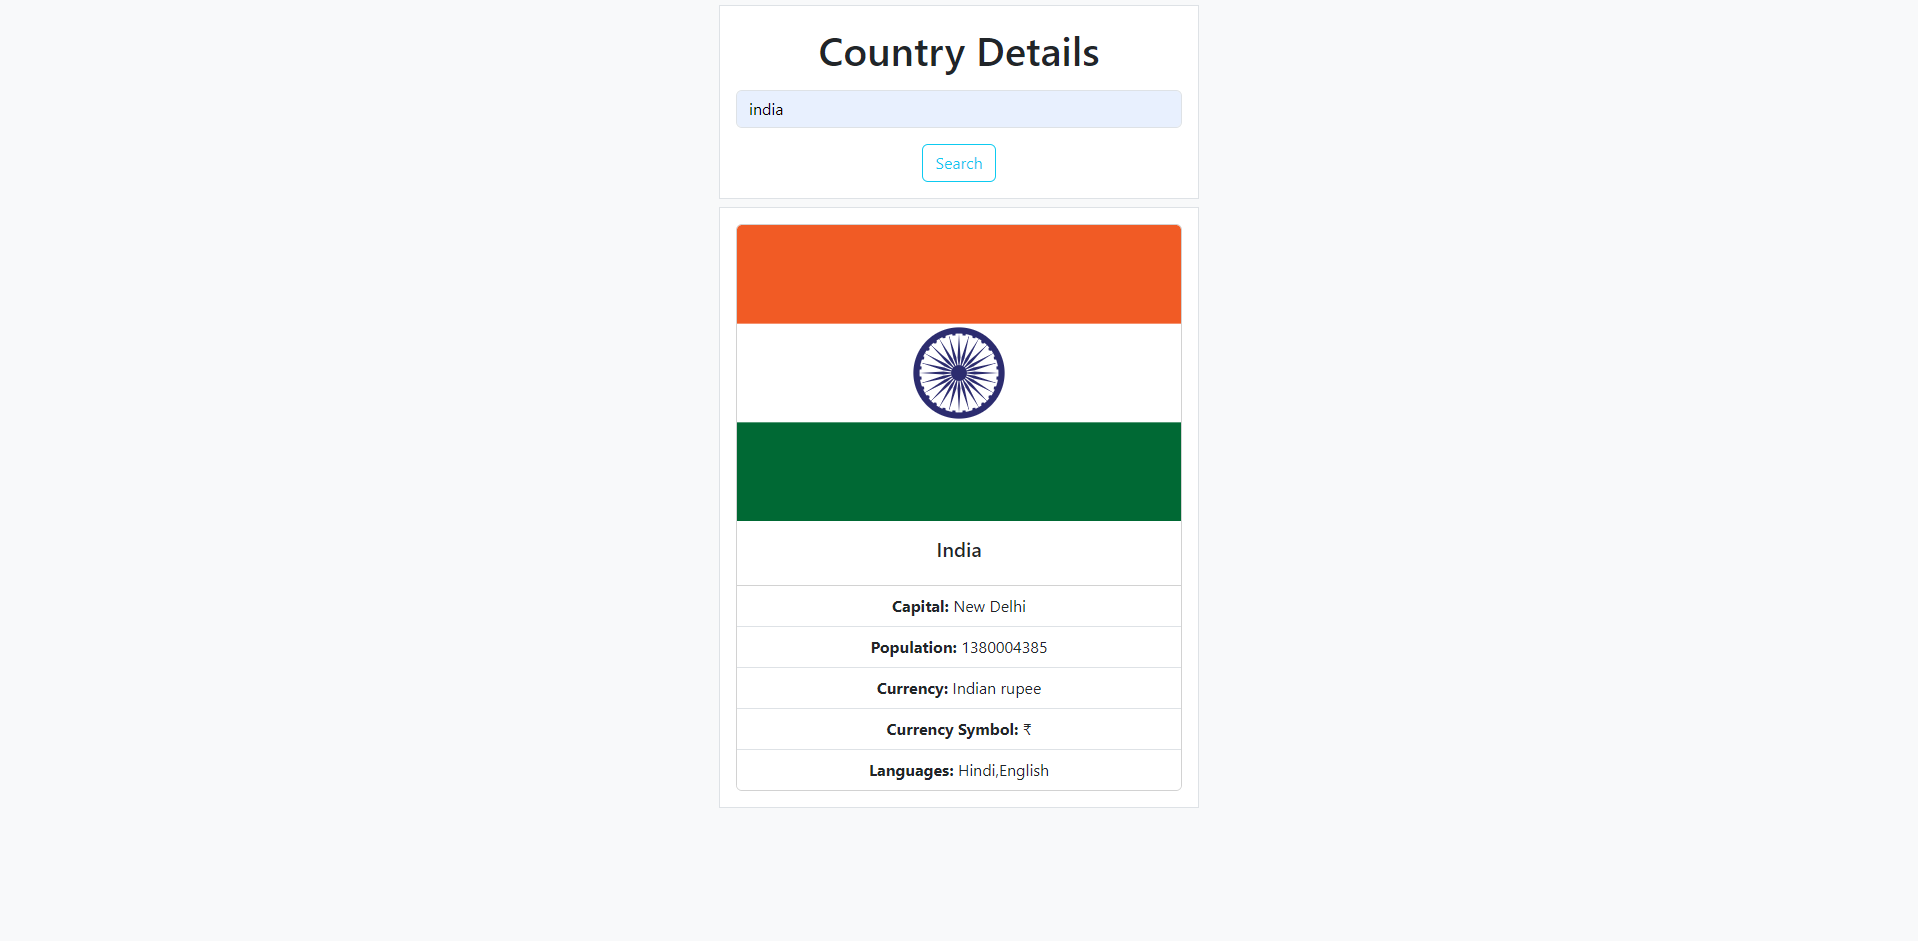 Country Details
india
Search
India
Capital: New Delhi
Population: 1380004385
Currency: Indian rupee
Currency Symbol: ₹
Languages: Hindi,English